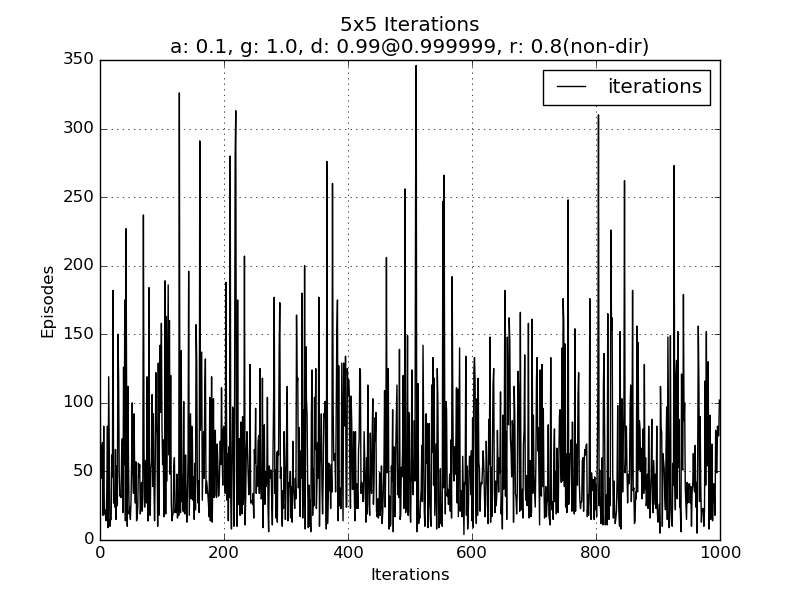 5x5 Iterations
a: 0.1, g: 1.0, d: 0.99@0.999999, r: 0.8(non-dir)
iterations
350
300
250
200
150
100
50
0
Episodes
0 200 400 600 800 1000
Iterations